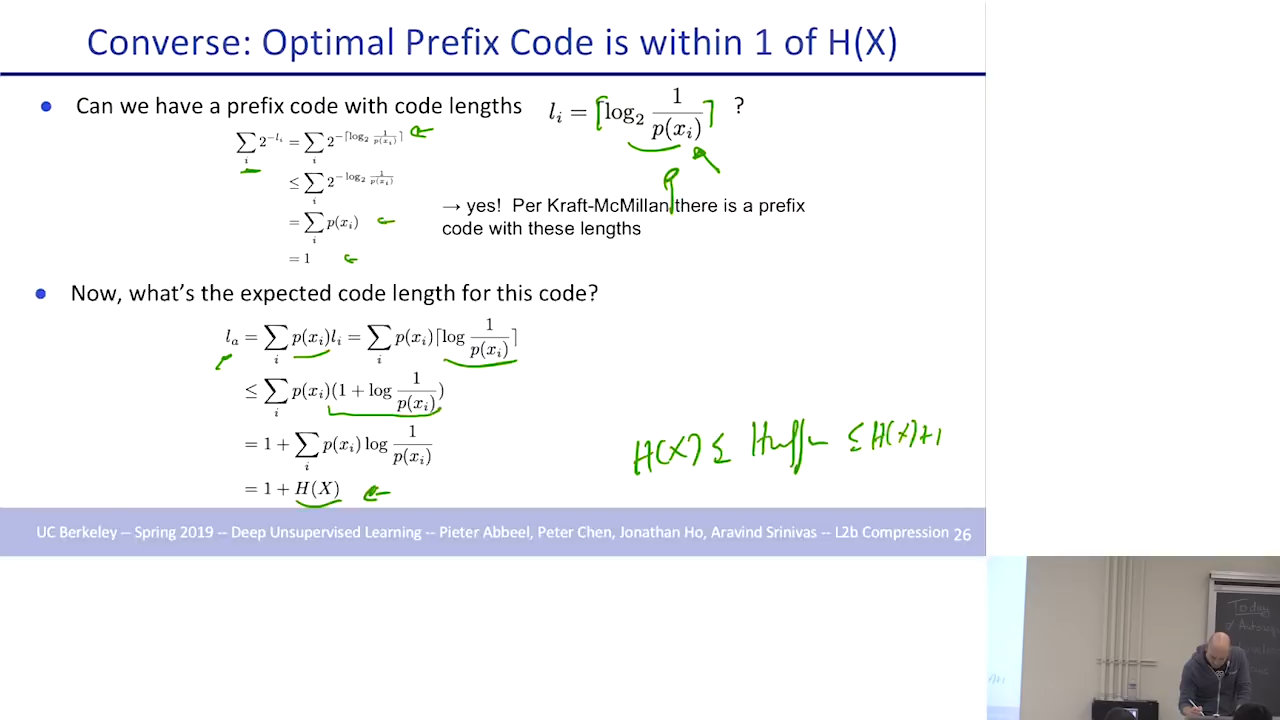 Converse: Optimal Prefix Code is within 1 of H(X)
● Can we have a prefix code with code lengths l_i = ⌈log_2 1/p(x_i)⌉ ?
∑_i 2^{-l_i} = ∑_i 2^{-⌈log_2 1/p(x_i)⌉}
≤ ∑_i 2^{-log_2 1/p(x_i)}
= ∑_i p(x_i)
= 1
→ yes! Per Kraft-McMillan there is a prefix
code with these lengths
● Now, what's the expected code length for this code?
l_a = ∑_i p(x_i)l_i = ∑_i p(x_i)⌈log 1/p(x_i)⌉
≤ ∑_i p(x_i)(1 + log 1/p(x_i))
= 1 + ∑_i p(x_i) log 1/p(x_i)
= 1 + H(X)
H(X) ≤ Huffm ≤ H(X)+1
UC Berkeley -- Spring 2019 -- Deep Unsupervised Learning -- Pieter Abbeel, Peter Chen, Jonathan Ho, Aravind Srinivas -- L2b Compression 26
Today